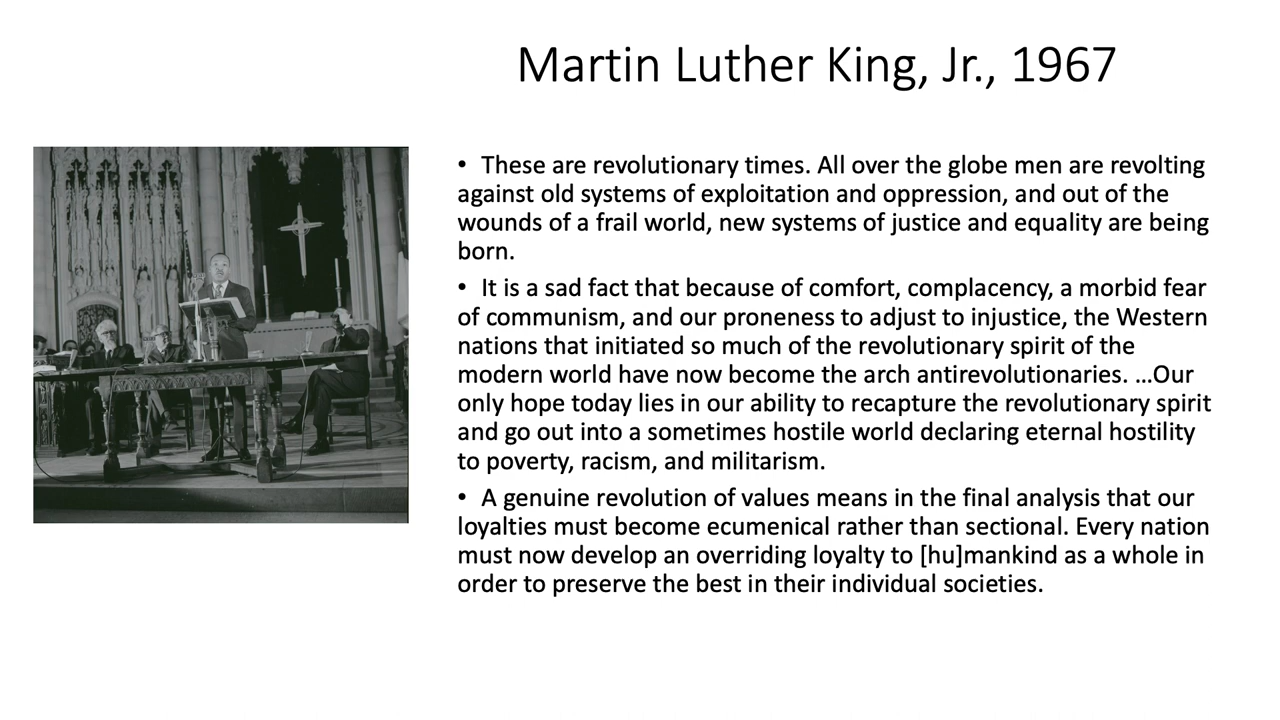 Martin Luther King, Jr., 1967
• These are revolutionary times. All over the globe men are revolting
against old systems of exploitation and oppression, and out of the
wounds of a frail world, new systems of justice and equality are being
born.
• It is a sad fact that because of comfort, complacency, a morbid fear
of communism, and our proneness to adjust to injustice, the Western
nations that initiated so much of the revolutionary spirit of the
modern world have now become the arch antirevolutionaries. …Our
only hope today lies in our ability to recapture the revolutionary spirit
and go out into a sometimes hostile world declaring eternal hostility
to poverty, racism, and militarism.
• A genuine revolution of values means in the final analysis that our
loyalties must become ecumenical rather than sectional. Every nation
must now develop an overriding loyalty to [hu]mankind as a whole in
order to preserve the best in their individual societies.